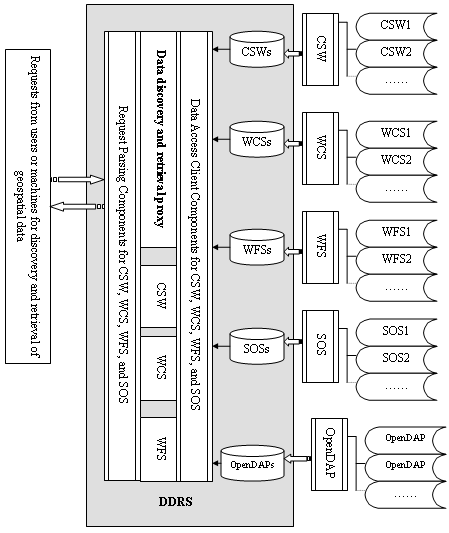 Requests from users or machines for discovery and retrieval of
geospatial data
Request Parsing Components for CSW, WCS, WFS, and SOS
Data discovery and retrieval proxy
CSW
WCS
WFS
Data Access Client Components for CSW, WCS, WFS, and SOS
DDRS
CSWs
WCSs
WFSs
SOSs
OpenDAPs
CSW
WCS
WFS
SOS
OpenDAP
CSW1
CSW2
......
WCS1
WCS2
......
WFS1
WFS2
......
SOS1
SOS2
......
OpenDAP
OpenDAP
......